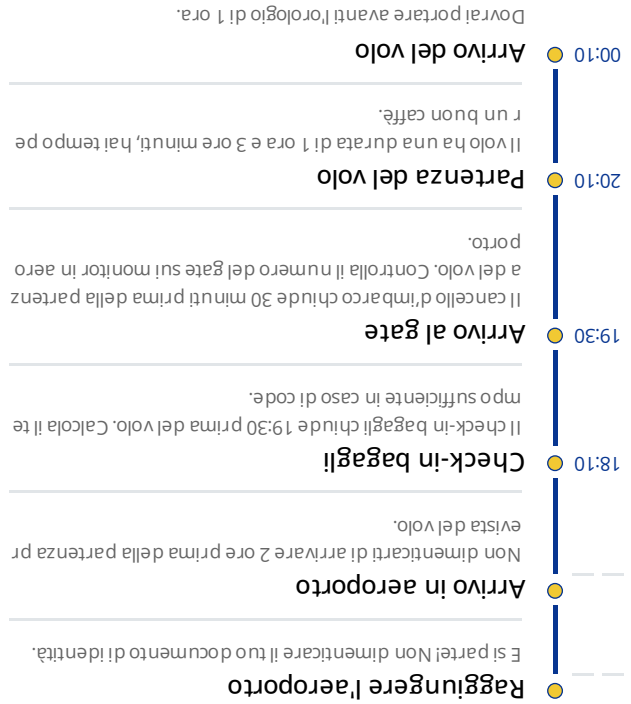 Raggiungere l'aeroporto
E si parte! Non dimenticare il tuo documento di identità.
Arrivo in aeroporto
Non dimenticarti di arrivare 2 ore prima della partenza pr
evista del volo.
18:10
Check-in bagagli
Il check-in bagagli chiude 19:30 prima del volo. Calcola il te
mpo sufficiente in caso di code.
19:30
Arrivo al gate
Il cancello d'imbarco chiude 30 minuti prima della partenz
a del volo. Controlla il numero del gate sui monitor in aero
porto.
20:10
Partenza del volo
Il volo ha una durata di 1 ora e 3 ore minuti, hai tempo pe
r un buon caffè.
00:10
Arrivo del volo
Dovrai portare avanti l'orologio di 1 ora.